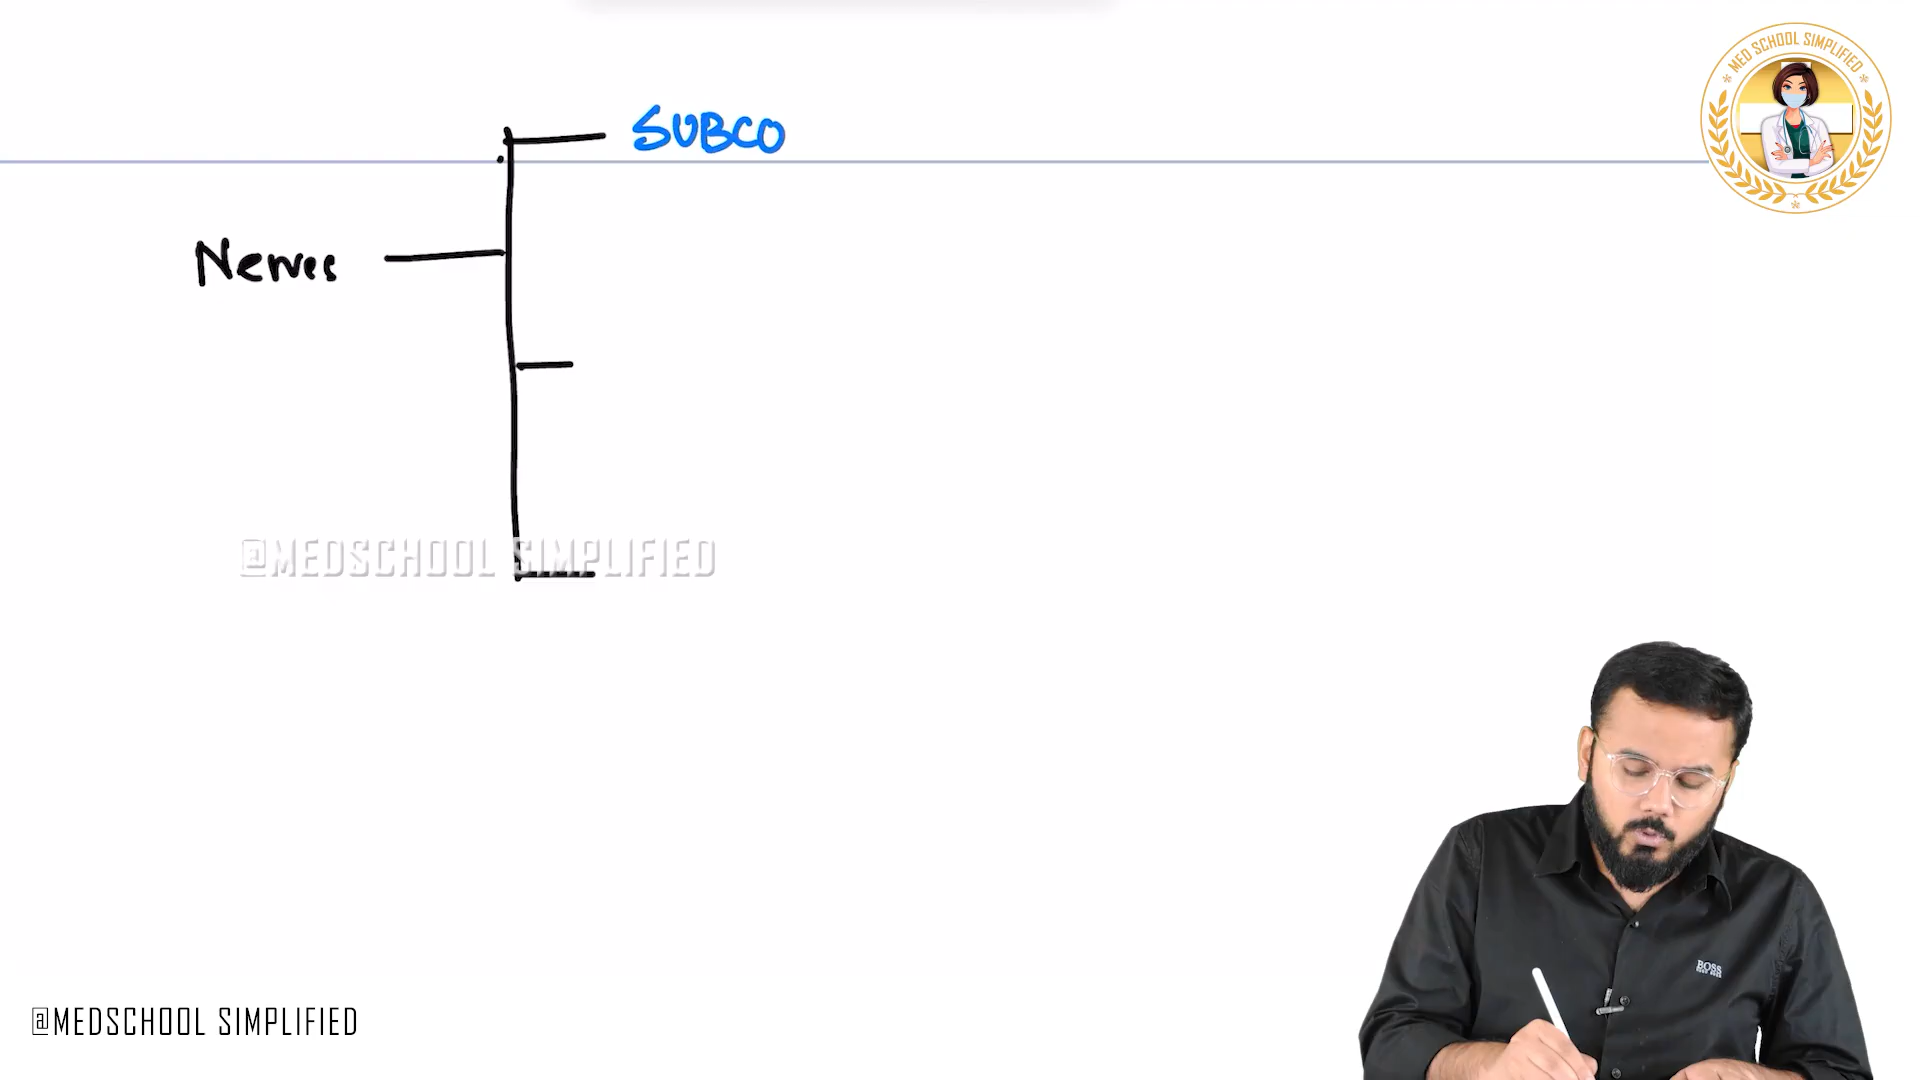 MED SCHOOL SIMPLIFIED
SUBCO
Nerves
@MEDSCHOOL SIMPLIFIED
BOSS
@MEDSCHOOL SIMPLIFIED